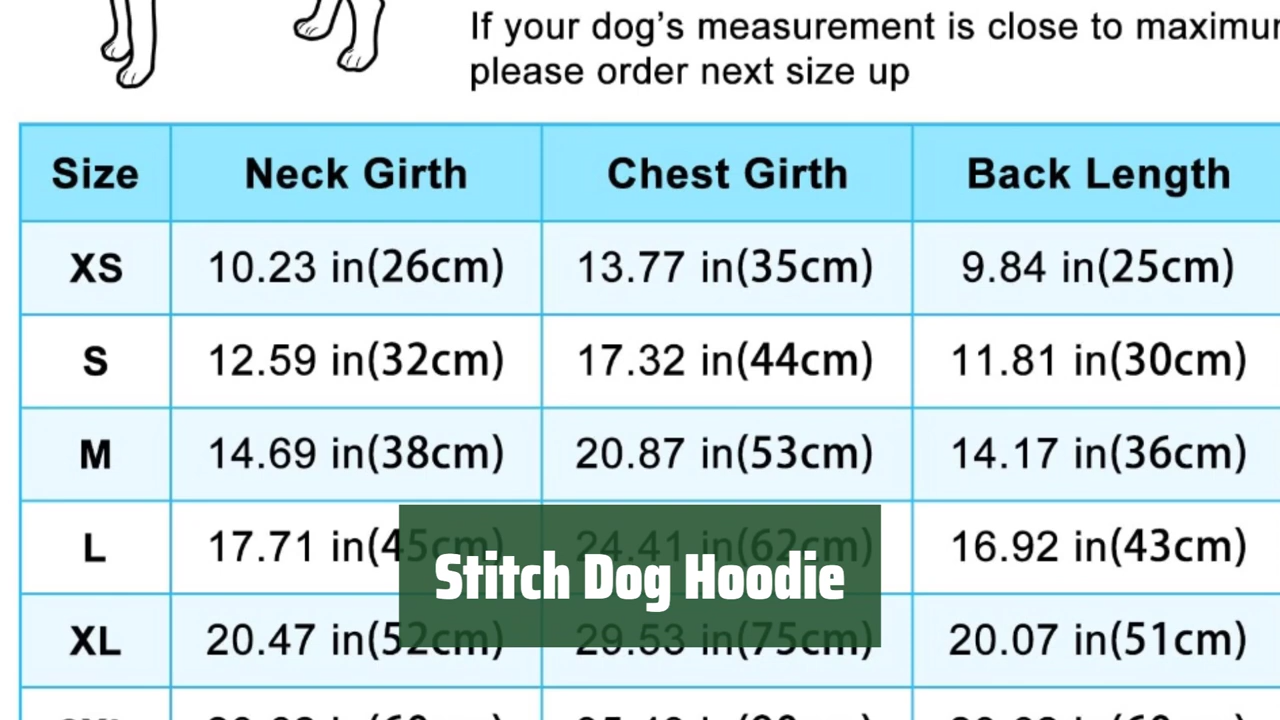 If your dog's measurement is close to
please order next size up
Size Neck Girth Chest Girth Back Length
XS 10.23 in(26cm) 13.77 in(35cm) 9.84 in(25cm)
S 12.59 in(32cm) 17.32 in(44cm) 11.81 in(30cm)
M 14.69 in(38cm) 20.87 in(53cm) 14.17 in(36cm)
L 17.71 in(45cm) 24.41 in(62cm) 16.92 in(43cm)
Stitch Dog Hoodie
XL 20.47 in(52cm) 29.53 in(75cm) 20.07 in(51cm)